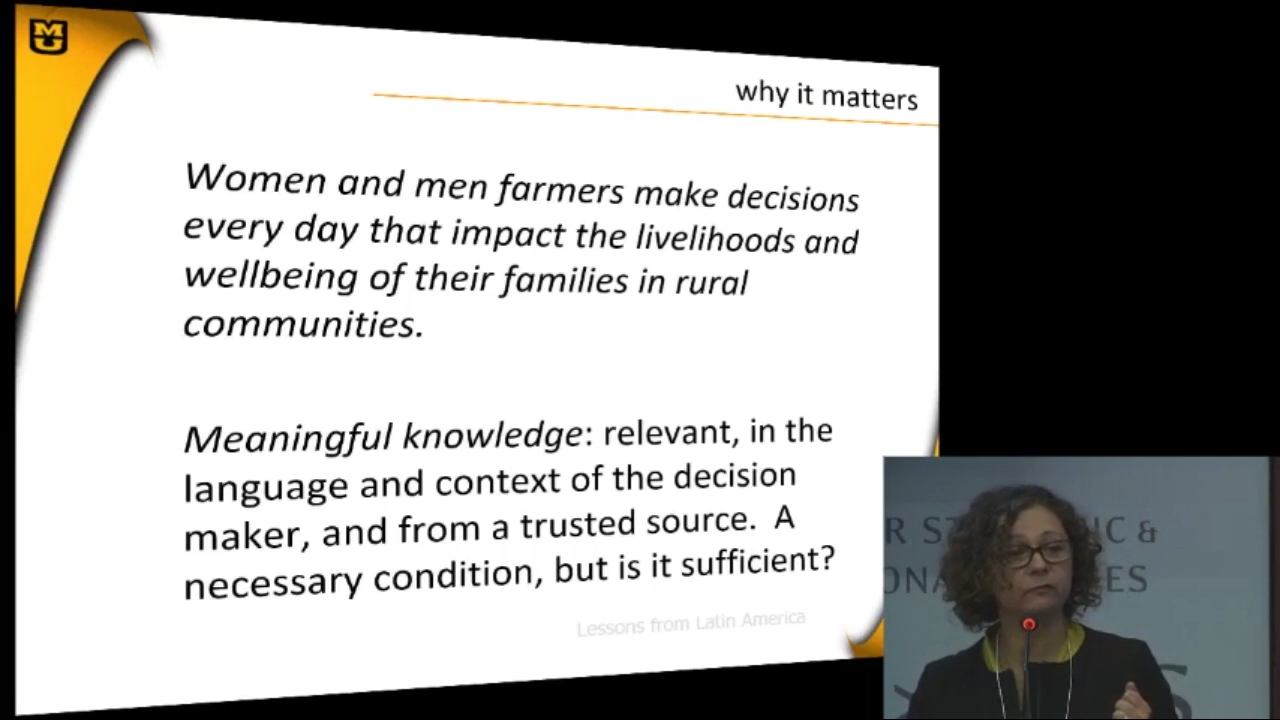 MU
why it matters
Women and men farmers make decisions
every day that impact the livelihoods and
wellbeing of their families in rural
communities.
Meaningful knowledge: relevant, in the
language and context of the decision
maker, and from a trusted source. A
necessary condition, but is it sufficient?
Lessons from Latin America
&